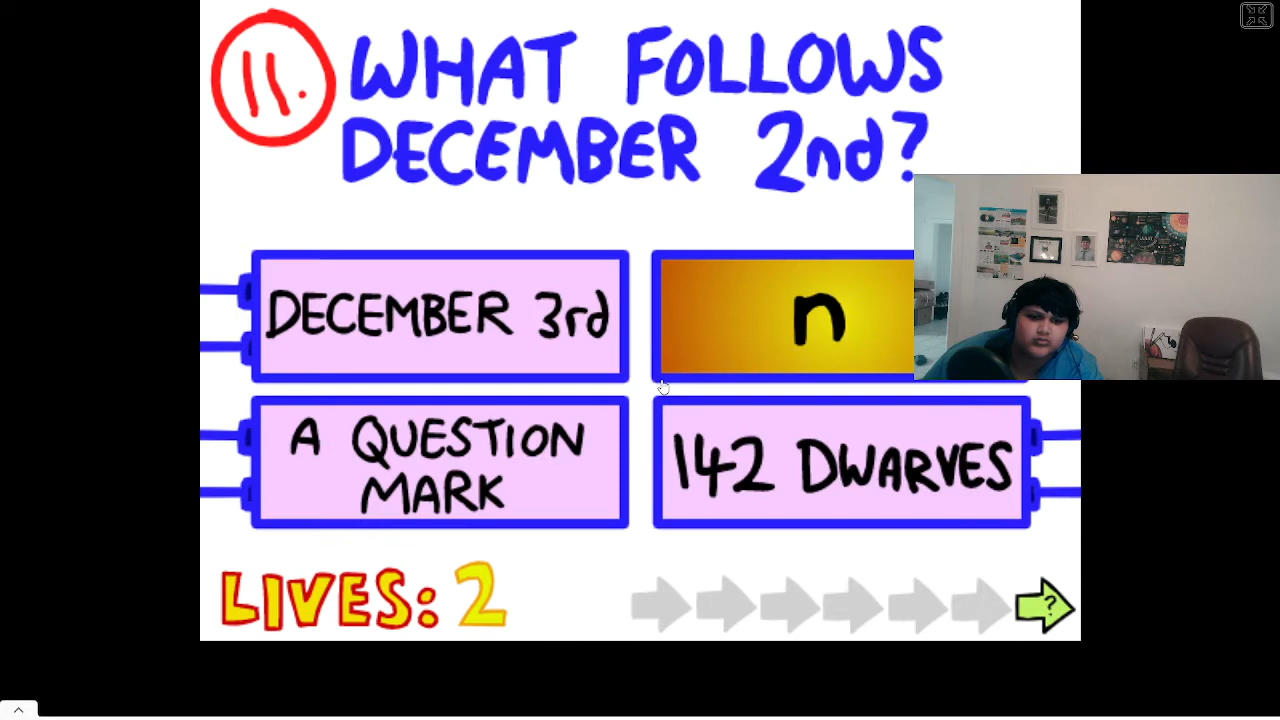 11.
WHAT FOLLOWS
DECEMBER 2nd?
DECEMBER 3rd
n
A QUESTION
MARK
142 DWARVES
LIVES: 2
?